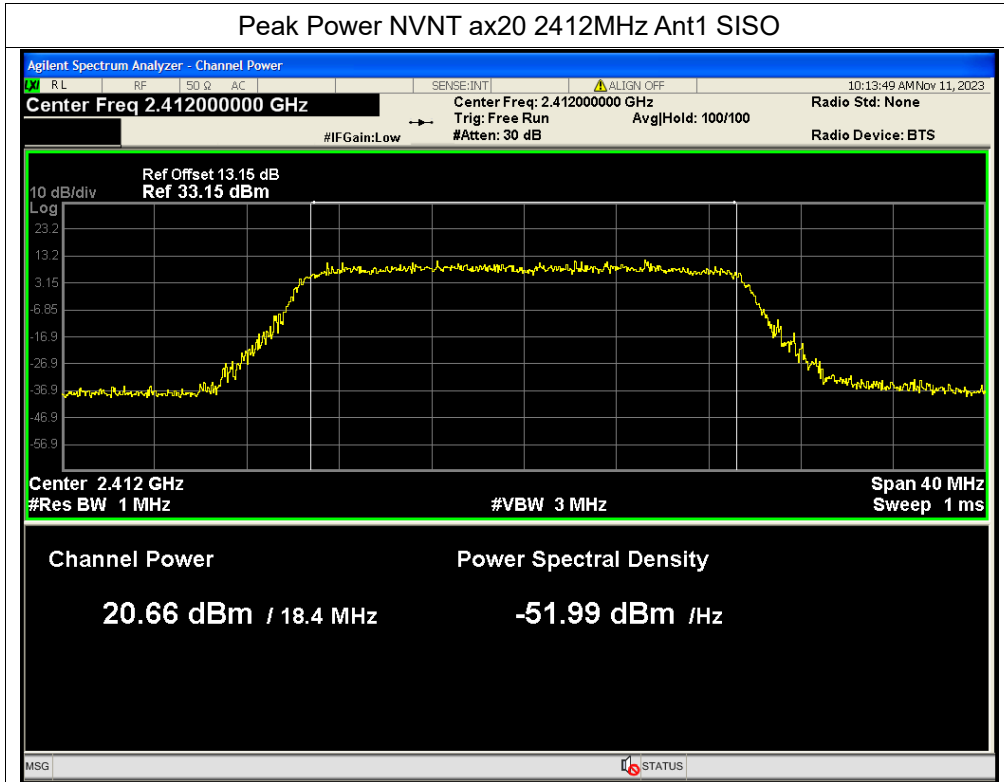 Peak Power NVNT ax20 2412MHz Ant1 SISO
Agilent Spectrum Analyzer - Channel Power
LXI RL RF 50 Ω AC SENSE:INT ALIGN OFF 10:13:49 AM Nov 11, 2023
Center Freq 2.412000000 GHz
Center Freq: 2.412000000 GHz Radio Std: None
Trig: Free Run Avg|Hold: 100/100
#IFGain:Low #Atten: 30 dB Radio Device: BTS
Ref Offset 13.15 dB
10 dB/div Ref 33.15 dBm
Log
23.2
13.2
3.15
-6.85
-16.9
-26.9
-36.9
-46.9
-56.9
Center 2.412 GHz Span 40 MHz
#Res BW 1 MHz #VBW 3 MHz Sweep 1 ms
Channel Power Power Spectral Density
20.66 dBm / 18.4 MHz -51.99 dBm /Hz
MSG STATUS